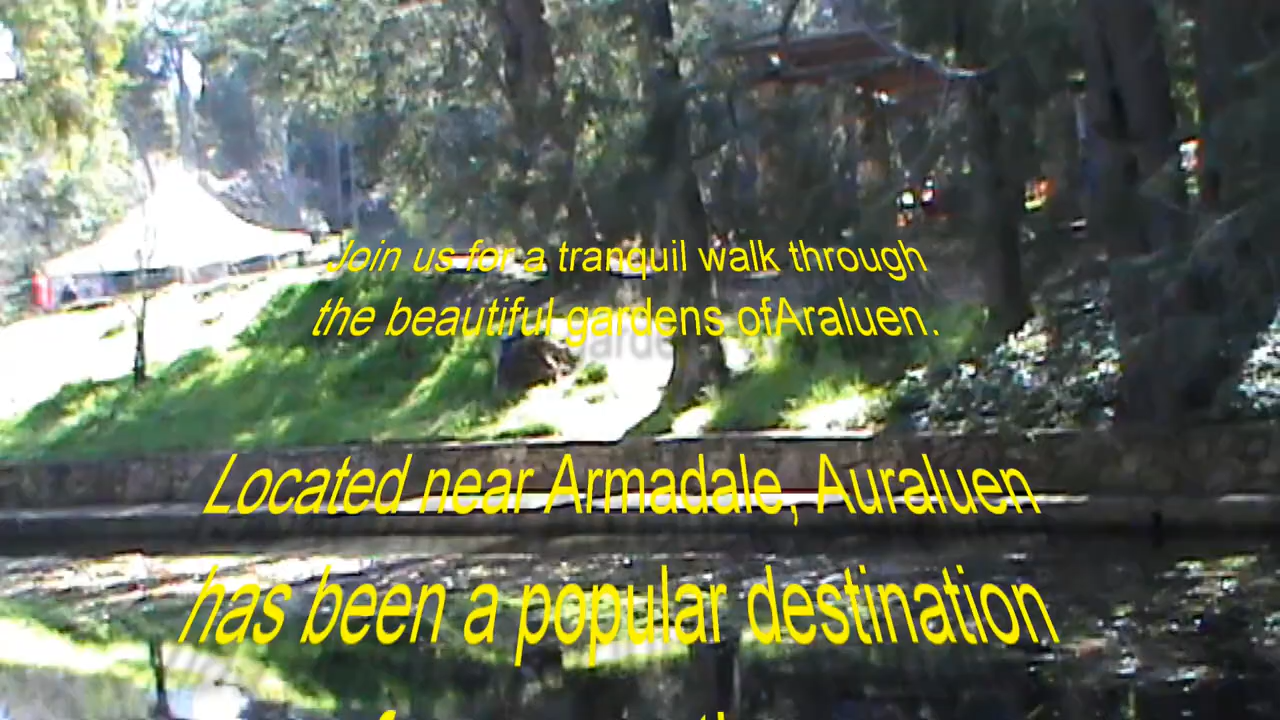 Join us for a tranquil walk through
the beautiful gardens ofAraluen.
Located near Armadale, Auraluen
has been a popular destination